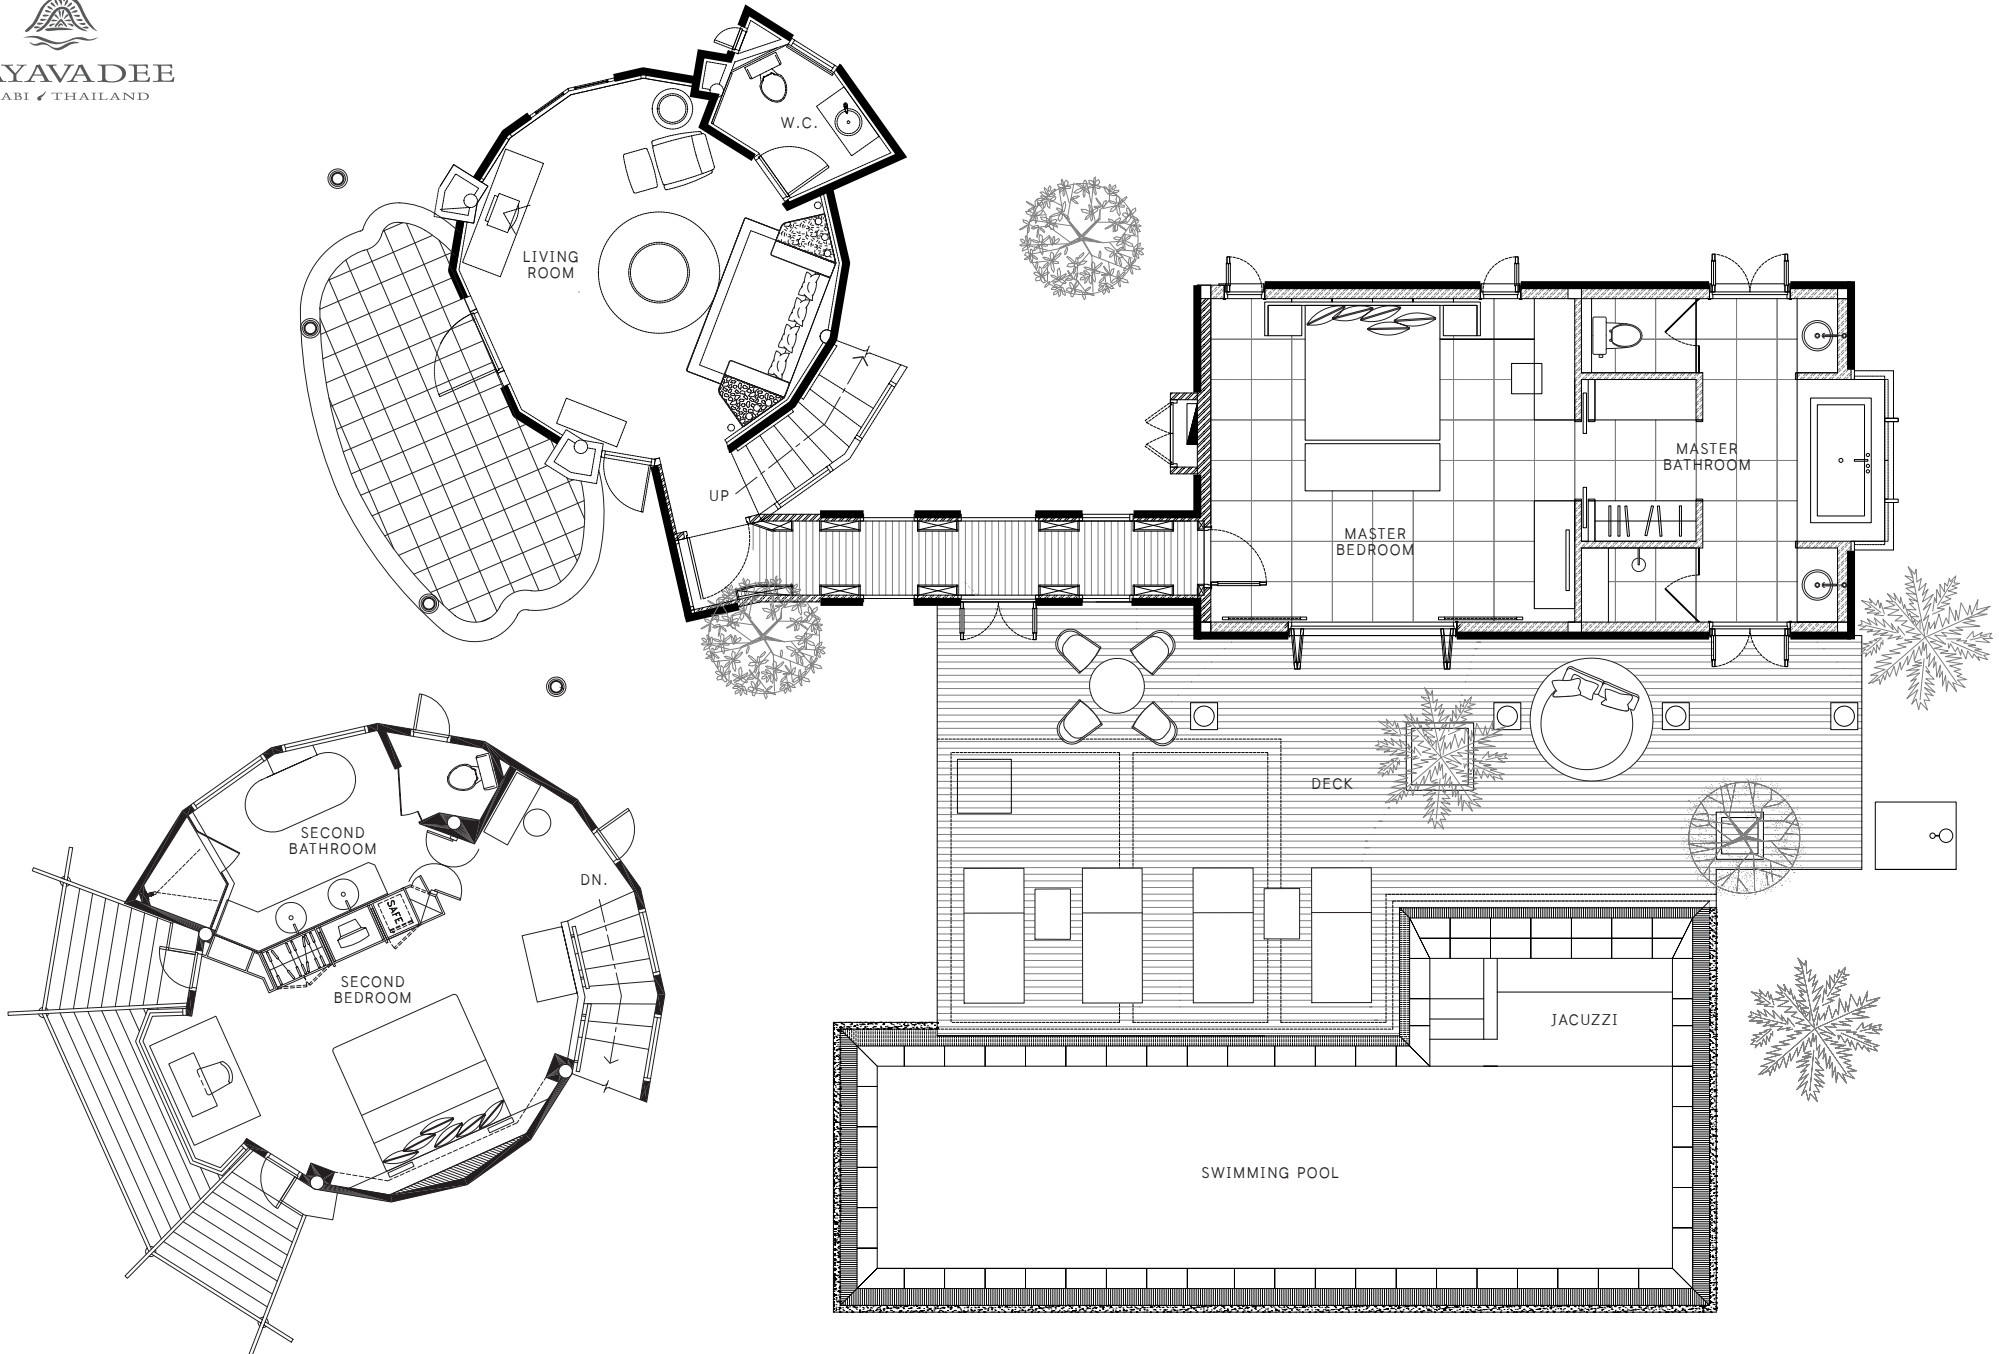 AYAVADEE
ABI THAILAND
W.C.
LIVING
ROOM
UP
MASTER
BATHROOM
MASTER
BEDROOM
DECK
SECOND
BATHROOM
DN.
SAFE
SECOND
BEDROOM
JACUZZI
SWIMMING POOL